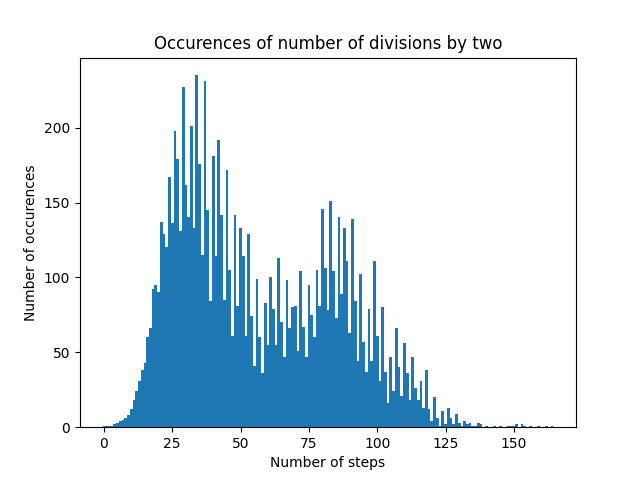 Occurences of number of divisions by two
Number of occurences
200
150
100
50
0
0 25 50 75 100 125 150
Number of steps